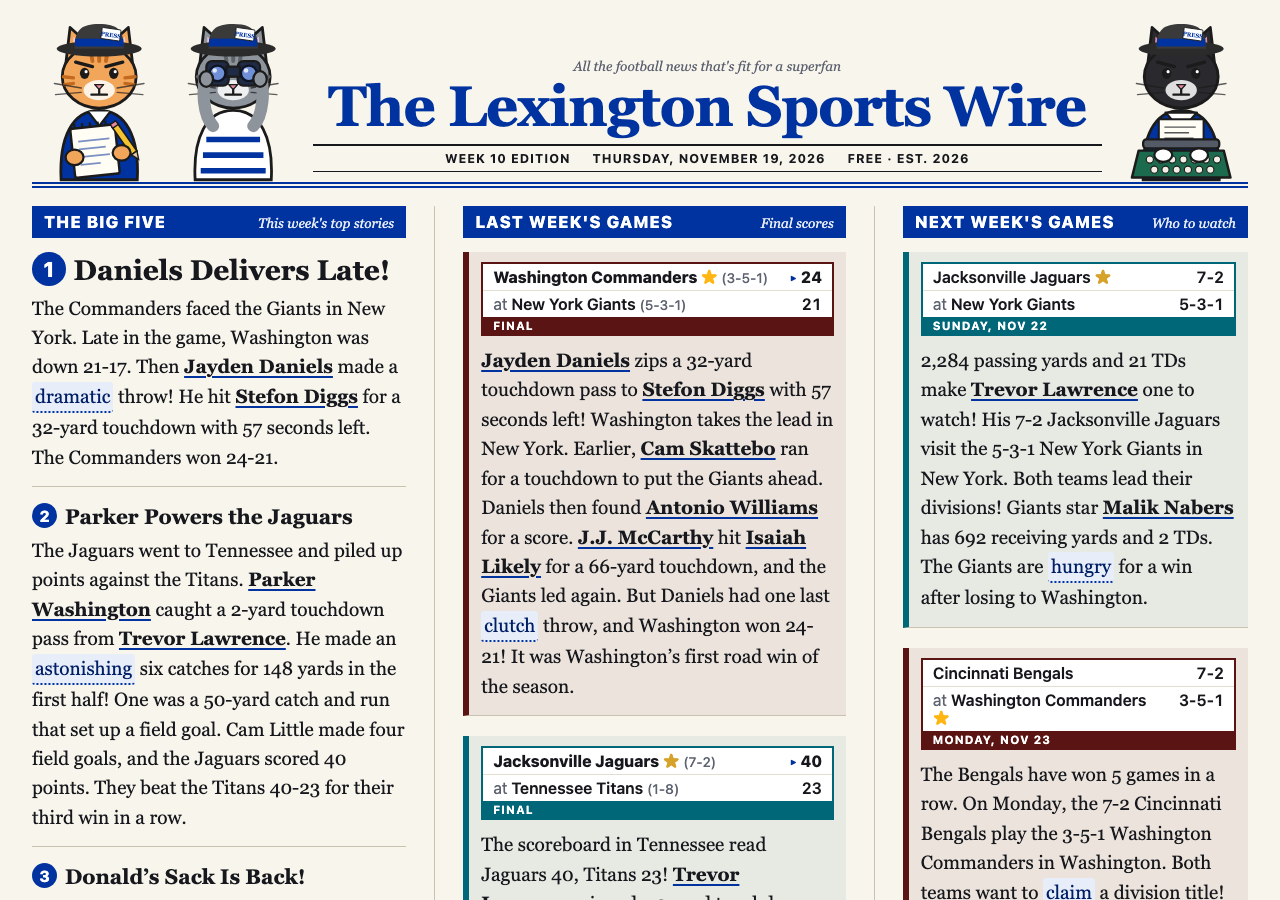 PRESS
PRESS
PRESS
All the football news that's fit for a superfan
The Lexington Sports Wire
WEEK 10 EDITION THURSDAY, NOVEMBER 19, 2026 FREE · EST. 2026
THE BIG FIVE This week's top stories
1 Daniels Delivers Late!
The Commanders faced the Giants in New
York. Late in the game, Washington was
down 21-17. Then Jayden Daniels made a
dramatic throw! He hit Stefon Diggs for a
32-yard touchdown with 57 seconds left.
The Commanders won 24-21.
2 Parker Powers the Jaguars
The Jaguars went to Tennessee and piled up
points against the Titans. Parker
Washington caught a 2-yard touchdown
pass from Trevor Lawrence. He made an
astonishing six catches for 148 yards in the
first half! One was a 50-yard catch and run
that set up a field goal. Cam Little made four
field goals, and the Jaguars scored 40
points. They beat the Titans 40-23 for their
third win in a row.
3 Donald’s Sack Is Back!
LAST WEEK'S GAMES Final scores
Washington Commanders ⭐ (3-5-1) ▸ 24
at New York Giants (5-3-1) 21
FINAL
Jayden Daniels zips a 32-yard
touchdown pass to Stefon Diggs with 57
seconds left! Washington takes the lead in
New York. Earlier, Cam Skattebo ran
for a touchdown to put the Giants ahead.
Daniels then found Antonio Williams
for a score. J.J. McCarthy hit Isaiah
Likely for a 66-yard touchdown, and the
Giants led again. But Daniels had one last
clutch throw, and Washington won 24-
21! It was Washington’s first road win of
the season.
Jacksonville Jaguars ⭐ (7-2) ▸ 40
at Tennessee Titans (1-8) 23
FINAL
The scoreboard in Tennessee read
Jaguars 40, Titans 23! Trevor
NEXT WEEK'S GAMES Who to watch
Jacksonville Jaguars ⭐ 7-2
at New York Giants 5-3-1
SUNDAY, NOV 22
2,284 passing yards and 21 TDs
make Trevor Lawrence one to
watch! His 7-2 Jacksonville Jaguars
visit the 5-3-1 New York Giants in
New York. Both teams lead their
divisions! Giants star Malik Nabers
has 692 receiving yards and 2 TDs.
The Giants are hungry for a win
after losing to Washington.
Cincinnati Bengals 7-2
at Washington Commanders ⭐ 3-5-1
MONDAY, NOV 23
The Bengals have won 5 games in a
row. On Monday, the 7-2 Cincinnati
Bengals play the 3-5-1 Washington
Commanders in Washington. Both
teams want to claim a division title!